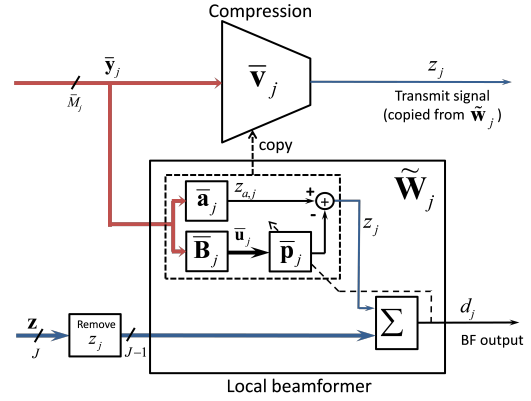 Compression
ȳ_j
v̄_j
z_j
M̄_j
Transmit signal
(copied from w̃_j )
copy
W̃_j
ā_j
z_{a,j}
+
+
-
z_j
B̄_j
ū_j
p̄_j
z
J
Remove
z_j
J-1
Σ
d_j
BF output
Local beamformer